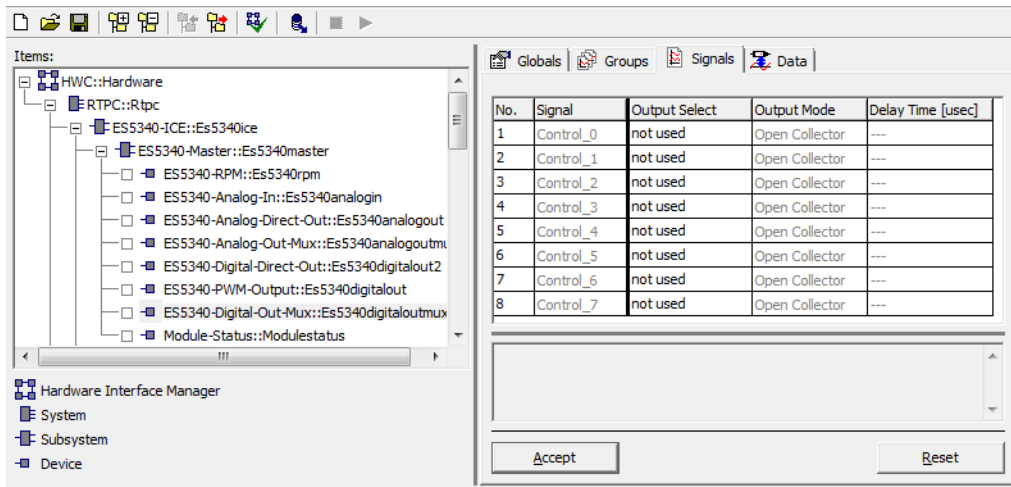 Items:
HWC::Hardware
RTPC::Rtpc
ES5340-ICE::Es5340ice
ES5340-Master::Es5340master
ES5340-RPM::Es5340rpm
ES5340-Analog-In::Es5340analogin
ES5340-Analog-Direct-Out::Es5340analogout
ES5340-Analog-Out-Mux::Es5340analogoutmu
ES5340-Digital-Direct-Out::Es5340digitalout2
ES5340-PWM-Output::Es5340digitalout
ES5340-Digital-Out-Mux::Es5340digitaloutmux
Module-Status::Modulestatus
Hardware Interface Manager
System
Subsystem
Device
Globals Groups Signals Data
No. Signal Output Select Output Mode Delay Time [usec]
1 Control_0 not used Open Collector ---
2 Control_1 not used Open Collector ---
3 Control_2 not used Open Collector ---
4 Control_3 not used Open Collector ---
5 Control_4 not used Open Collector ---
6 Control_5 not used Open Collector ---
7 Control_6 not used Open Collector ---
8 Control_7 not used Open Collector ---
Accept Reset